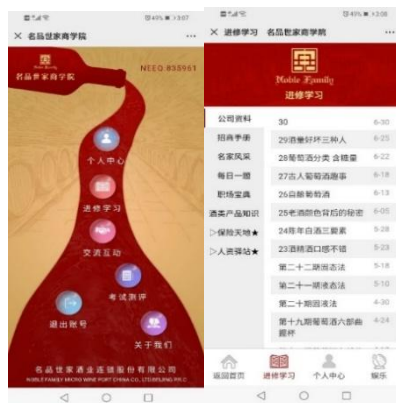 × 名品世家商学院
NEEQ:835961
名品世家商学院
个人中心
进修学习
交流互动
考试测评
退出账号
关于我们
名品世家酒业连锁股份有限公司
× 进修学习 名品世家商学院
Noble Family
进修学习
公司资料
招商手册
名家风采
每日一题
职场宝典
酒类产品知识
▷保险天地★
▷人资驿站★
30 6-30
29酒量好坏三种人 6-25
28葡萄酒分类 含糖量 6-22
27古人葡萄酒趣事 6-18
26自酿葡萄酒 6-13
25老酒颜色背后的秘密 6-05
24陈年白酒三要素 5-28
23酒精酒口感不错 5-23
第二十二期固态法 5-18
第二十一期液态法 5-10
第二十期固液法 4-30
第十九期葡萄酒六部曲 4-24
握杯
返回首页
进修学习
个人中心
娱乐